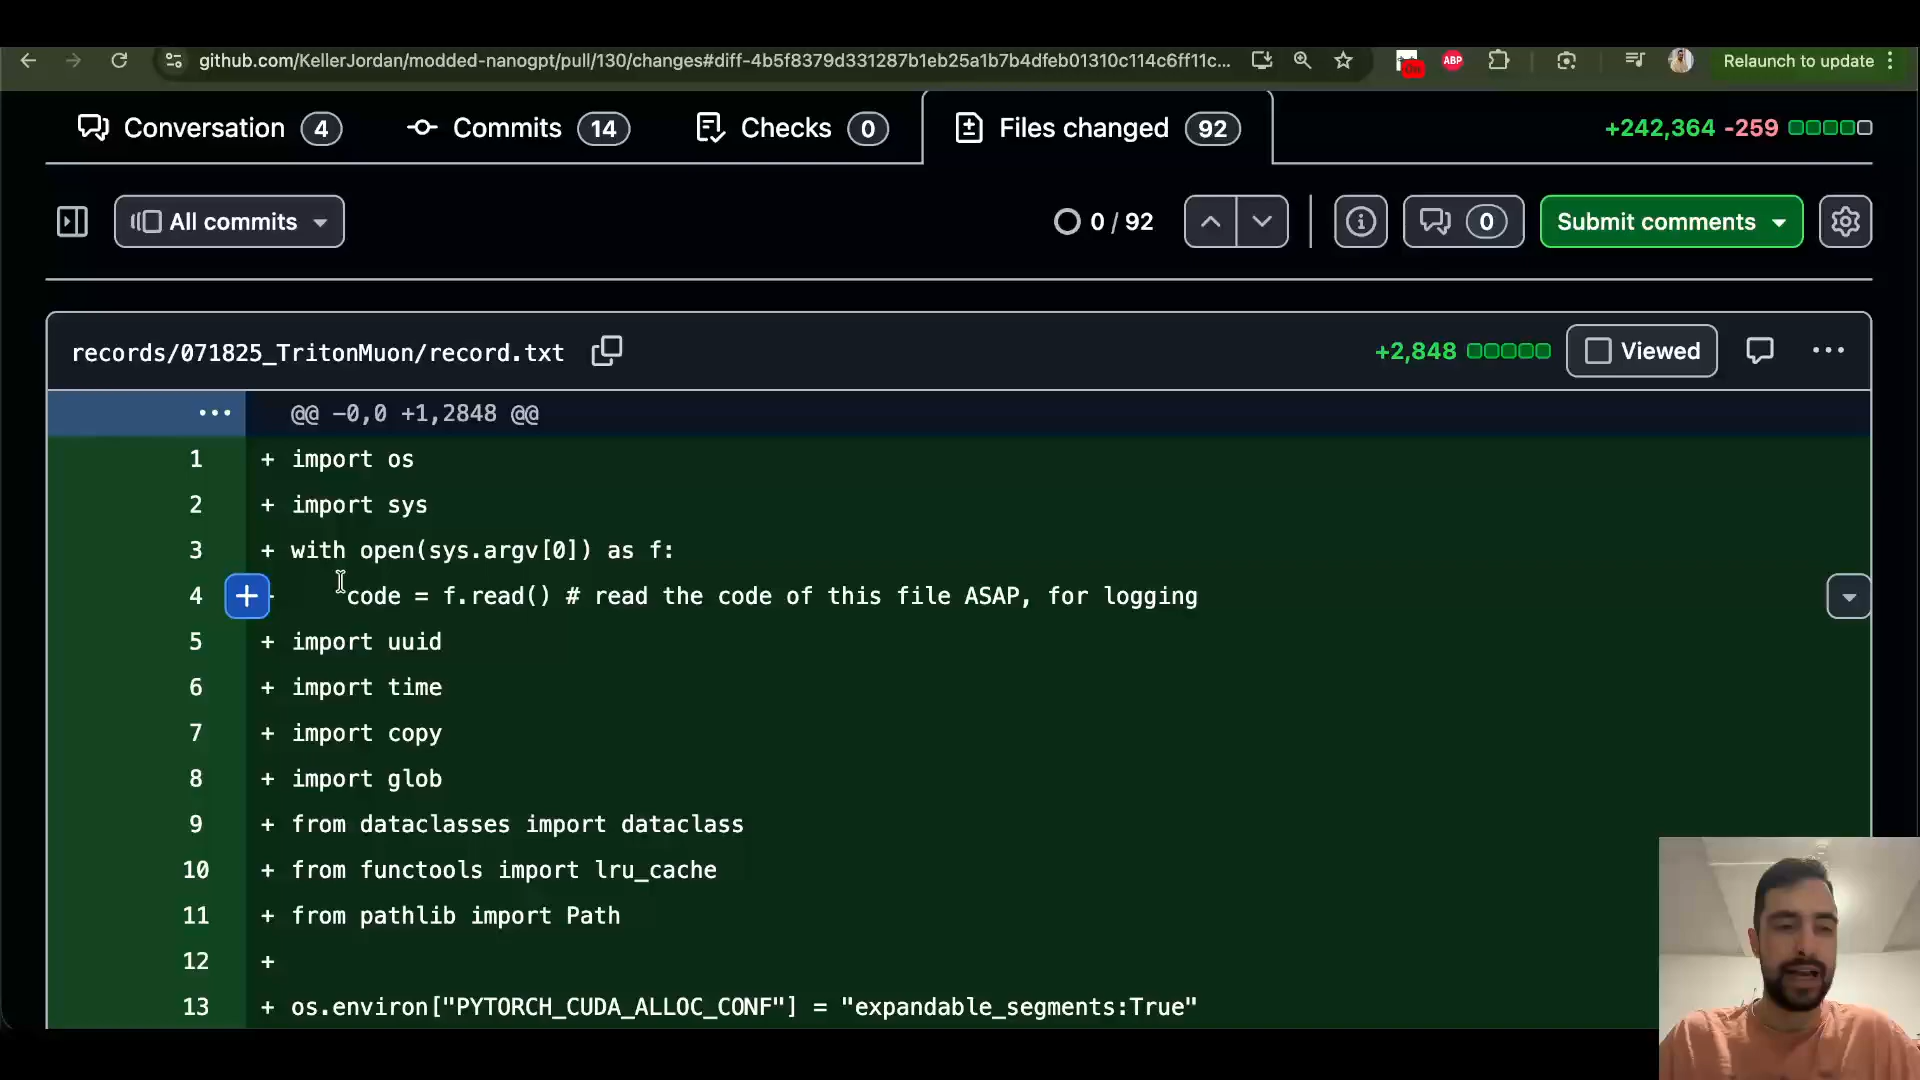 github.com/KellerJordan/modded-nanogpt/pull/130/changes#diff-4b5f8379d331287b1eb25a1b7b4dfeb01310c114c6ff11c...
On
ABP
Relaunch to update
Conversation 4
Commits 14
Checks 0
Files changed 92
+242,364 -259
All commits
0 / 92
0
Submit comments
records/071825_TritonMuon/record.txt
+2,848
Viewed
... @@ -0,0 +1,2848 @@
1 + import os
2 + import sys
3 + with open(sys.argv[0]) as f:
4 + code = f.read() # read the code of this file ASAP, for logging
5 + import uuid
6 + import time
7 + import copy
8 + import glob
9 + from dataclasses import dataclass
10 + from functools import lru_cache
11 + from pathlib import Path
12 +
13 + os.environ["PYTORCH_CUDA_ALLOC_CONF"] = "expandable_segments:True"